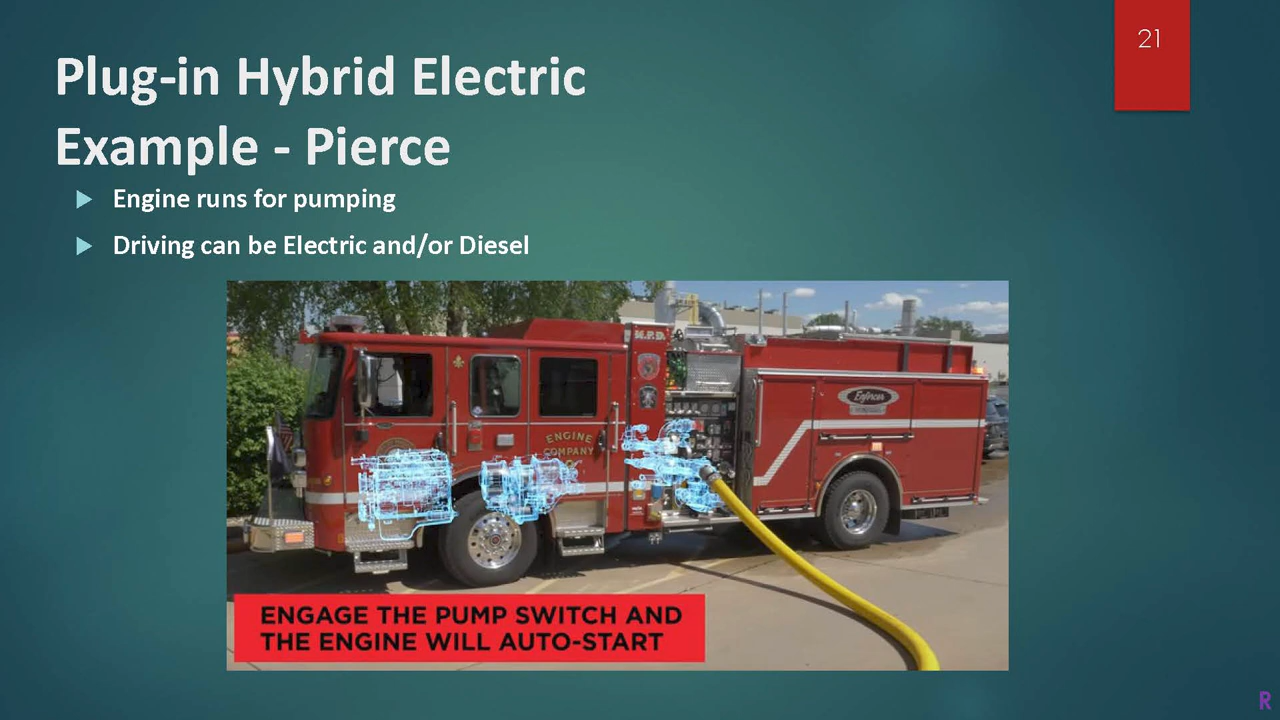 21
Plug-in Hybrid Electric
Example - Pierce
Engine runs for pumping
Driving can be Electric and/or Diesel
M.F.D.
ENGINE
COMPANY
Enforcer
ENGAGE THE PUMP SWITCH AND
THE ENGINE WILL AUTO-START
R